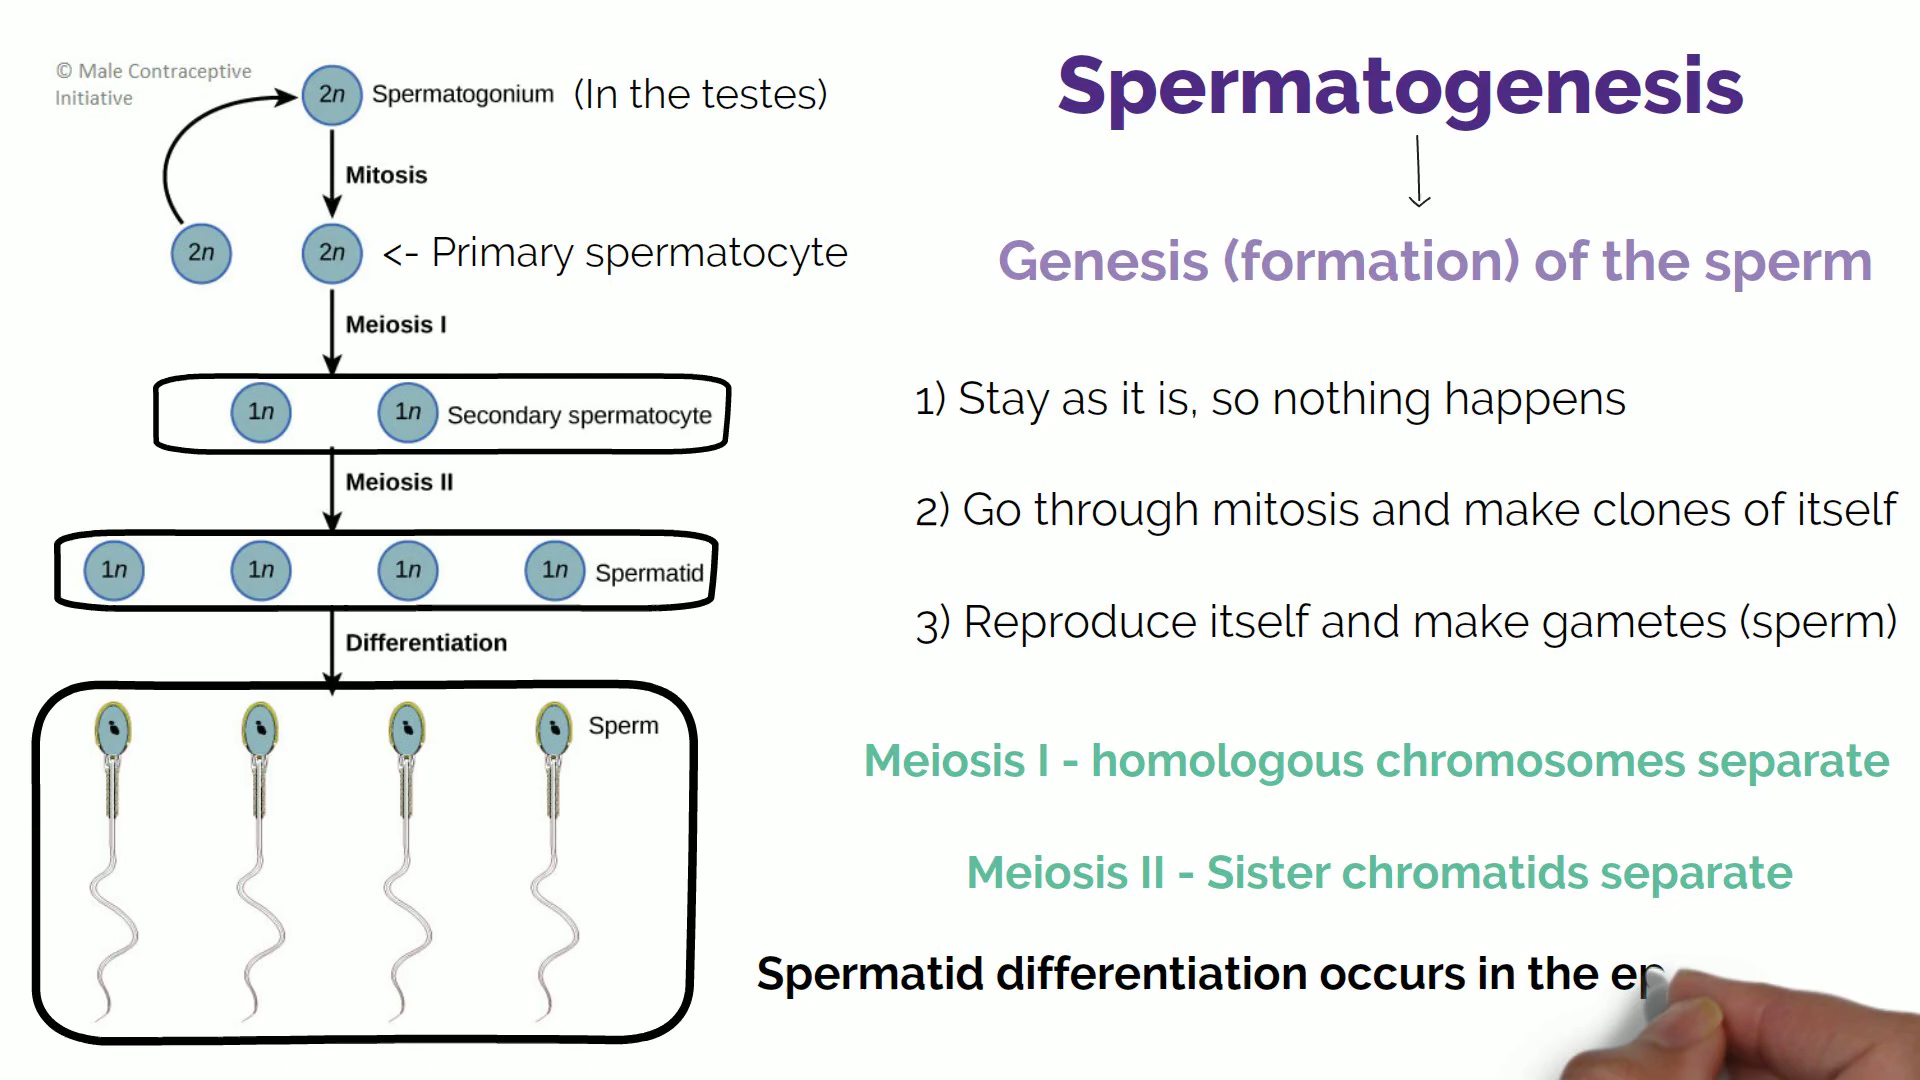 © Male Contraceptive
Initiative
2n Spermatogonium (In the testes)
Mitosis
2n 2n <- Primary spermatocyte
Meiosis I
1n 1n Secondary spermatocyte
Meiosis II
1n 1n 1n 1n Spermatid
Differentiation
Sperm
Spermatogenesis
Genesis (formation) of the sperm
1) Stay as it is, so nothing happens
2) Go through mitosis and make clones of itself
3) Reproduce itself and make gametes (sperm)
Meiosis I - homologous chromosomes separate
Meiosis II - Sister chromatids separate
Spermatid differentiation occurs in the ep